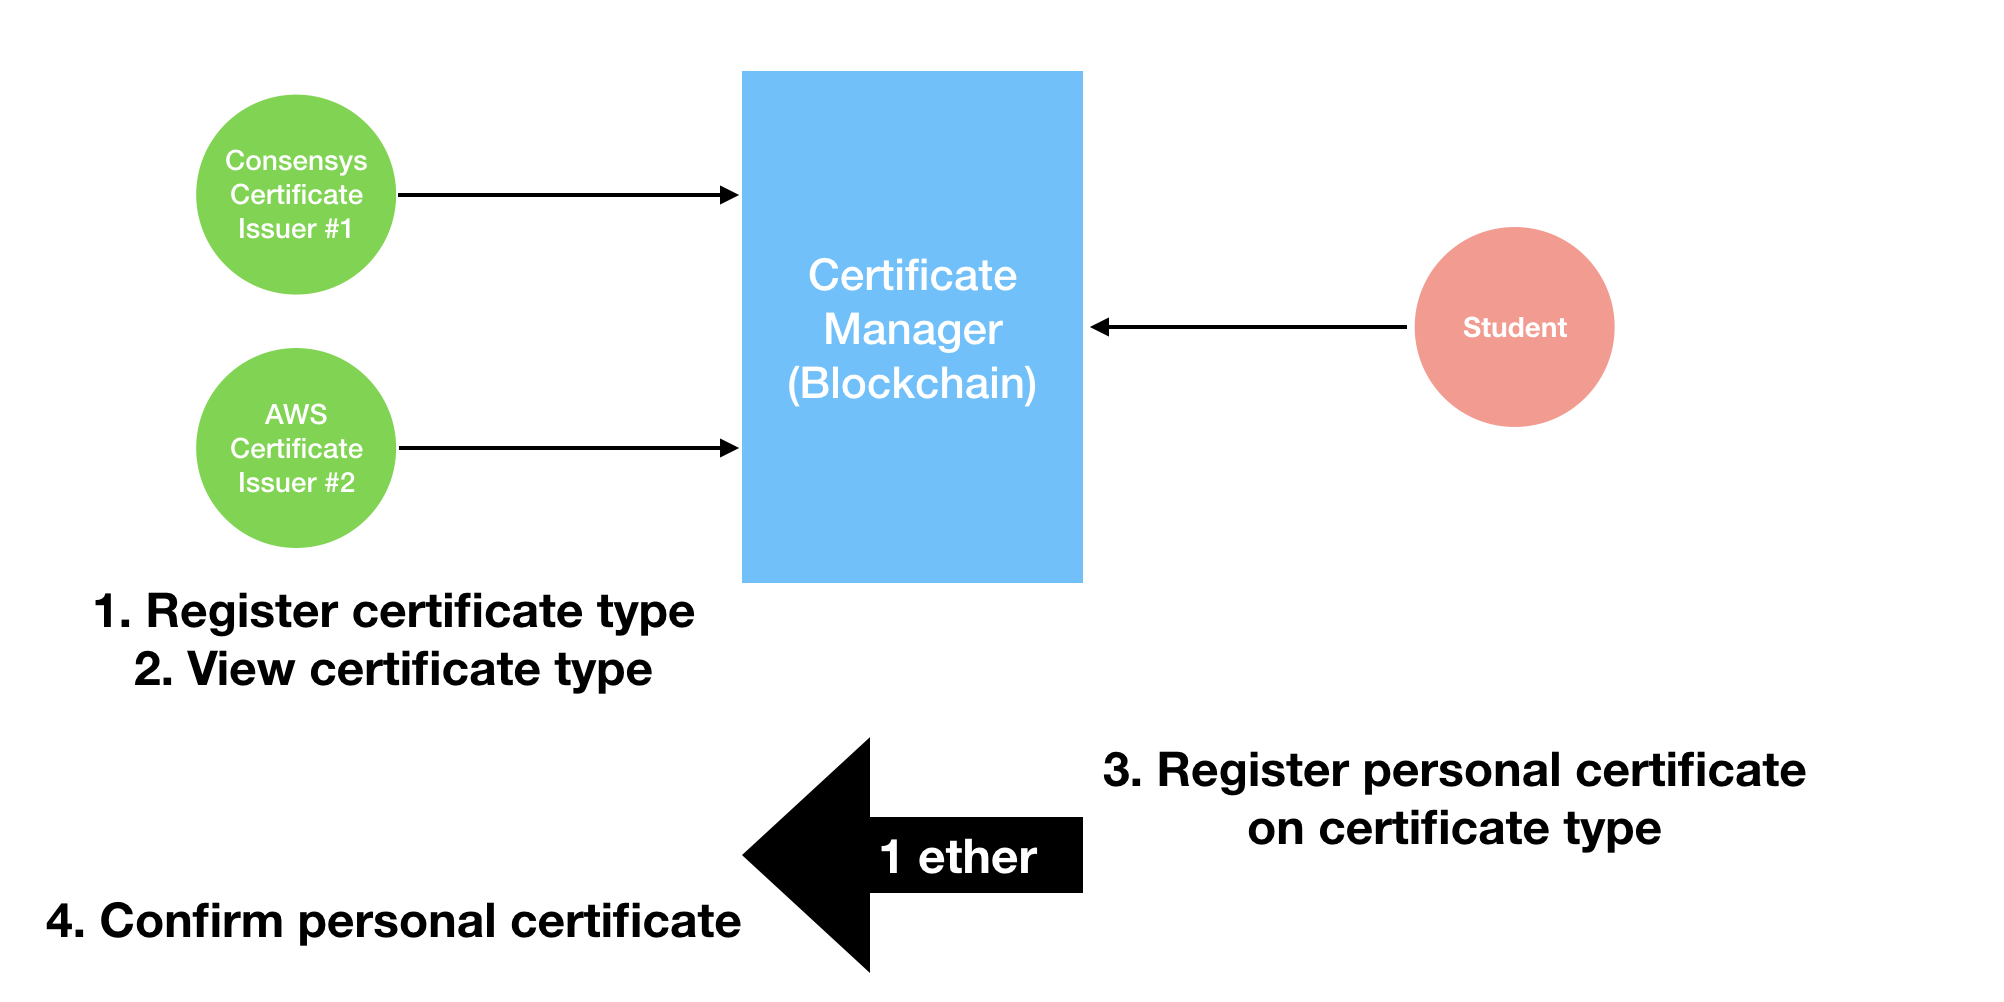 Consensys
Certificate
Issuer #1
AWS
Certificate
Issuer #2
Certificate
Manager
(Blockchain)
Student
1. Register certificate type
2. View certificate type
3. Register personal certificate
on certificate type
1 ether
4. Confirm personal certificate